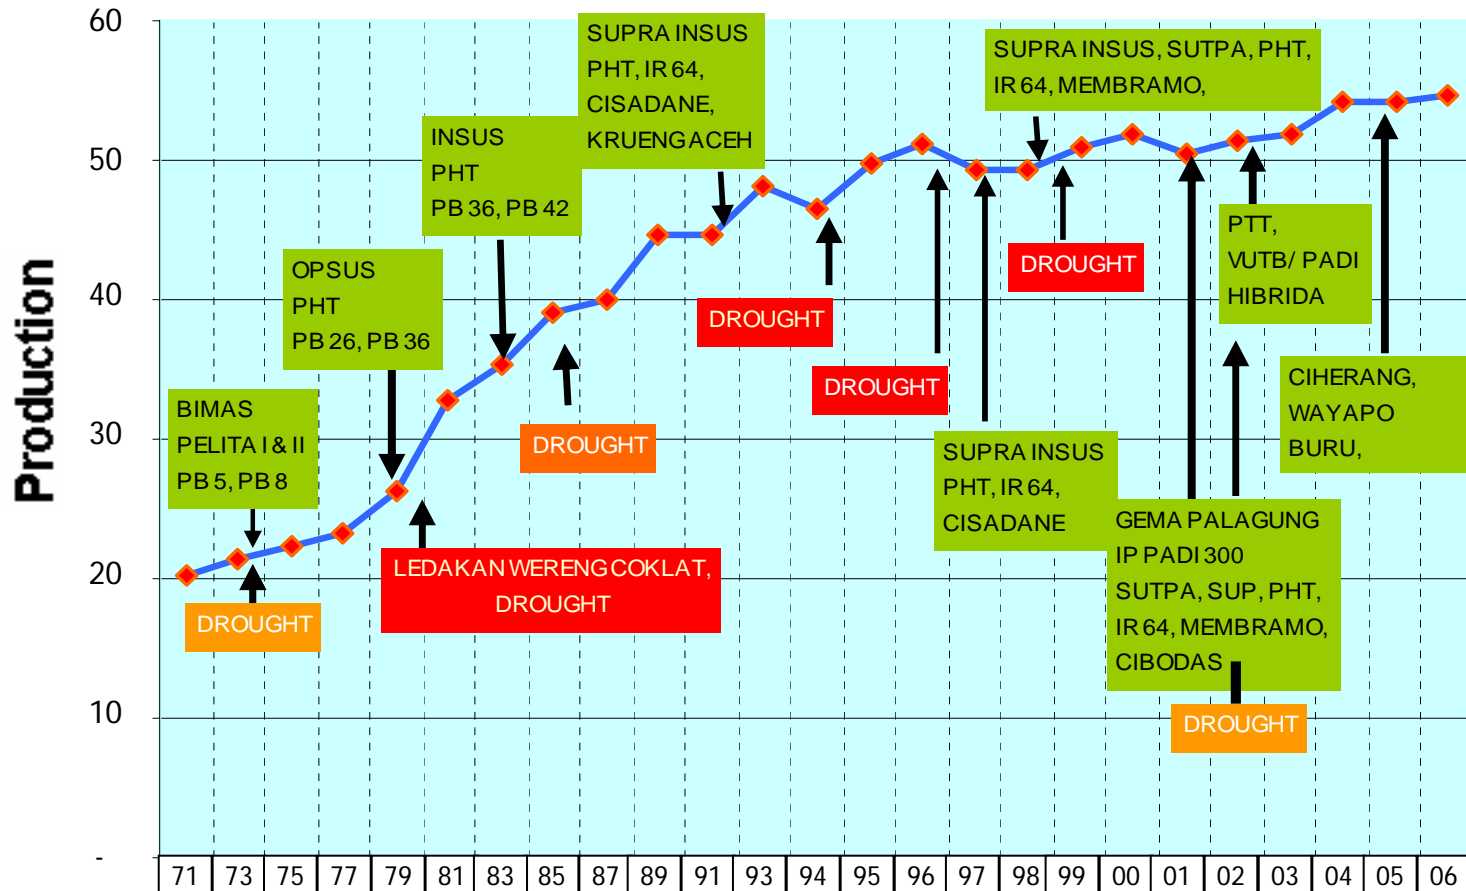 Production
60
50
40
30
20
10
-
BIMAS
PELITA I & II
PB 5, PB 8
DROUGHT
OPSUS
PHT
PB 26, PB 36
LEDAKAN WERENG COKLAT,
DROUGHT
INSUS
PHT
PB 36, PB 42
DROUGHT
SUPRA INSUS
PHT, IR 64,
CISADANE,
KRUENG ACEH
DROUGHT
DROUGHT
SUPRA INSUS
PHT, IR 64,
CISADANE
SUPRA INSUS, SUTPA, PHT,
IR 64, MEMBRAMO,
DROUGHT
GEMA PALAGUNG
IP PADI 300
SUTPA, SUP, PHT,
IR 64, MEMBRAMO,
CIBODAS
DROUGHT
PTT,
VUTB/ PADI
HIBRIDA
CIHERANG,
WAYAPO
BURU,
71 73 75 77 79 81 83 85 87 89 91 93 94 95 96 97 98 99 00 01 02 03 04 05 06